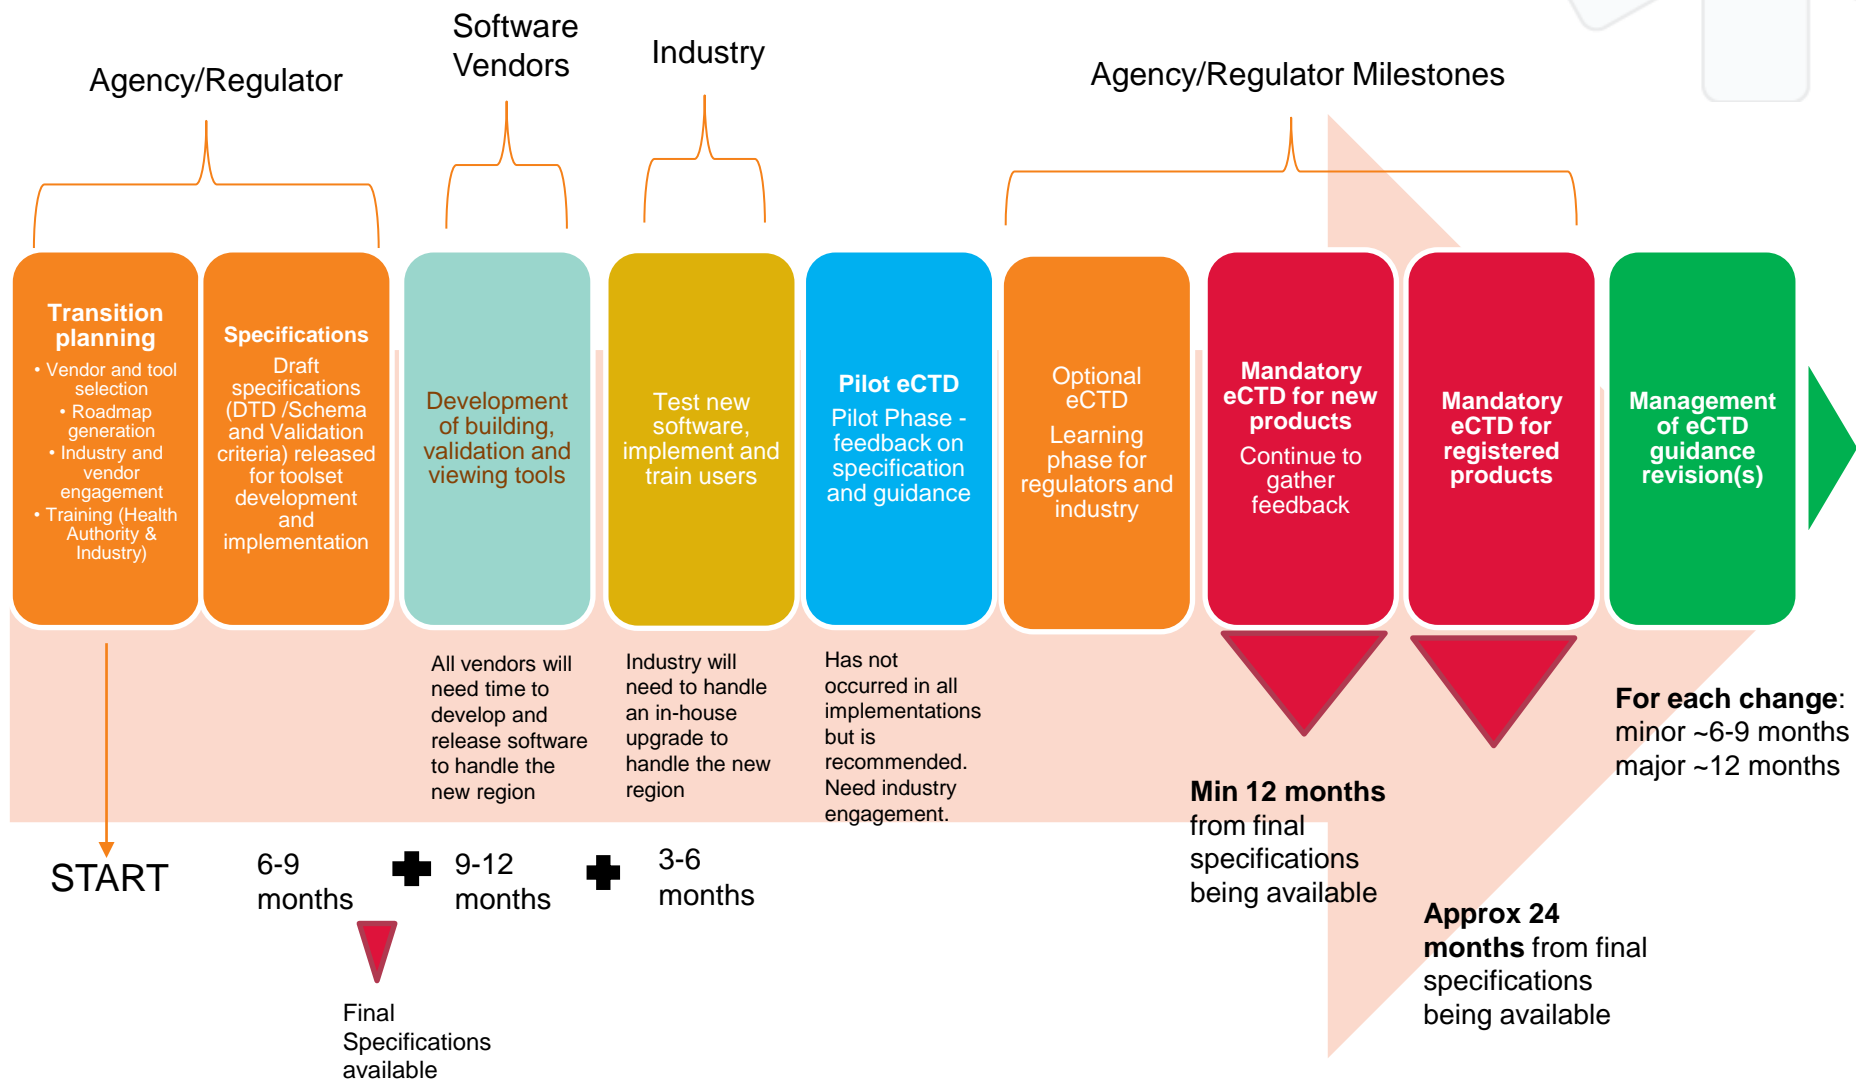 Agency/Regulator
Software
Vendors
Industry
Agency/Regulator Milestones
Transition
planning
• Vendor and tool
selection
• Roadmap
generation
• Industry and
vendor
engagement
• Training (Health
Authority &
Industry)
Specifications
Draft
specifications
(DTD /Schema
and Validation
criteria) released
for toolset
development
and
implementation
Development
of building,
validation and
viewing tools
Test new
software,
implement and
train users
Pilot eCTD
Pilot Phase -
feedback on
specification
and guidance
Optional
eCTD
Learning
phase for
regulators and
industry
Mandatory
eCTD for new
products
Continue to
gather
feedback
Mandatory
eCTD for
registered
products
Management
of eCTD
guidance
revision(s)
All vendors will
need time to
develop and
release software
to handle the
new region
Industry will
need to handle
an in-house
upgrade to
handle the new
region
Has not
occurred in all
implementations
but is
recommended.
Need industry
engagement.
For each change:
minor ~6-9 months
major ~12 months
Min 12 months
from final
specifications
being available
Approx 24
months from final
specifications
being available
START
6-9
months
9-12
months
3-6
months
Final
Specifications
available